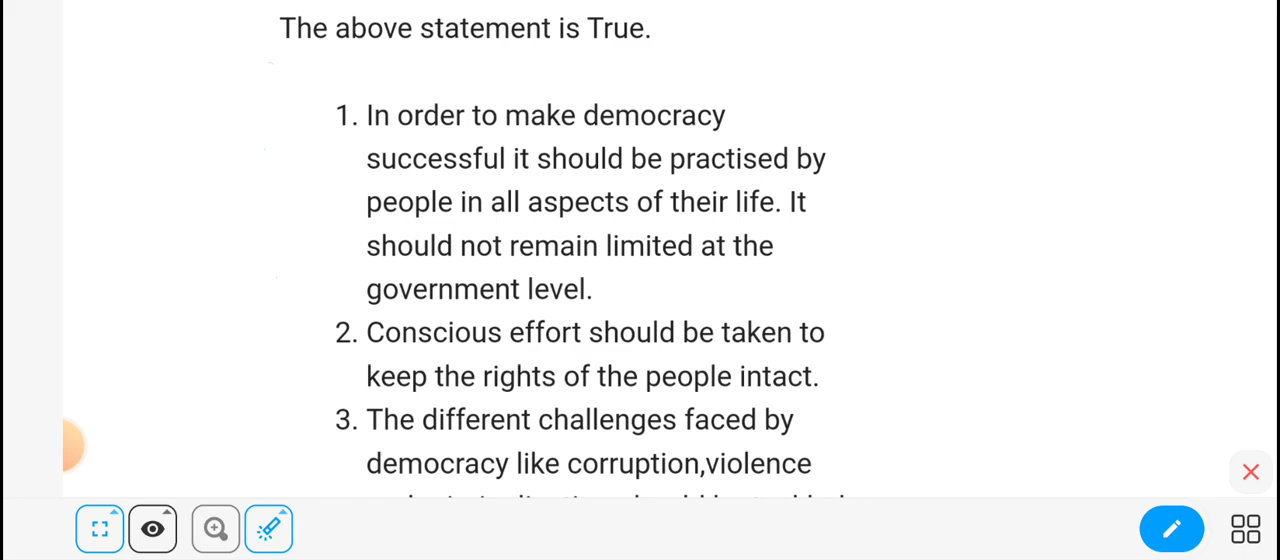 The above statement is True.
1. In order to make democracy
successful it should be practised by
people in all aspects of their life. It
should not remain limited at the
government level.
2. Conscious effort should be taken to
keep the rights of the people intact.
3. The different challenges faced by
democracy like corruption,violence